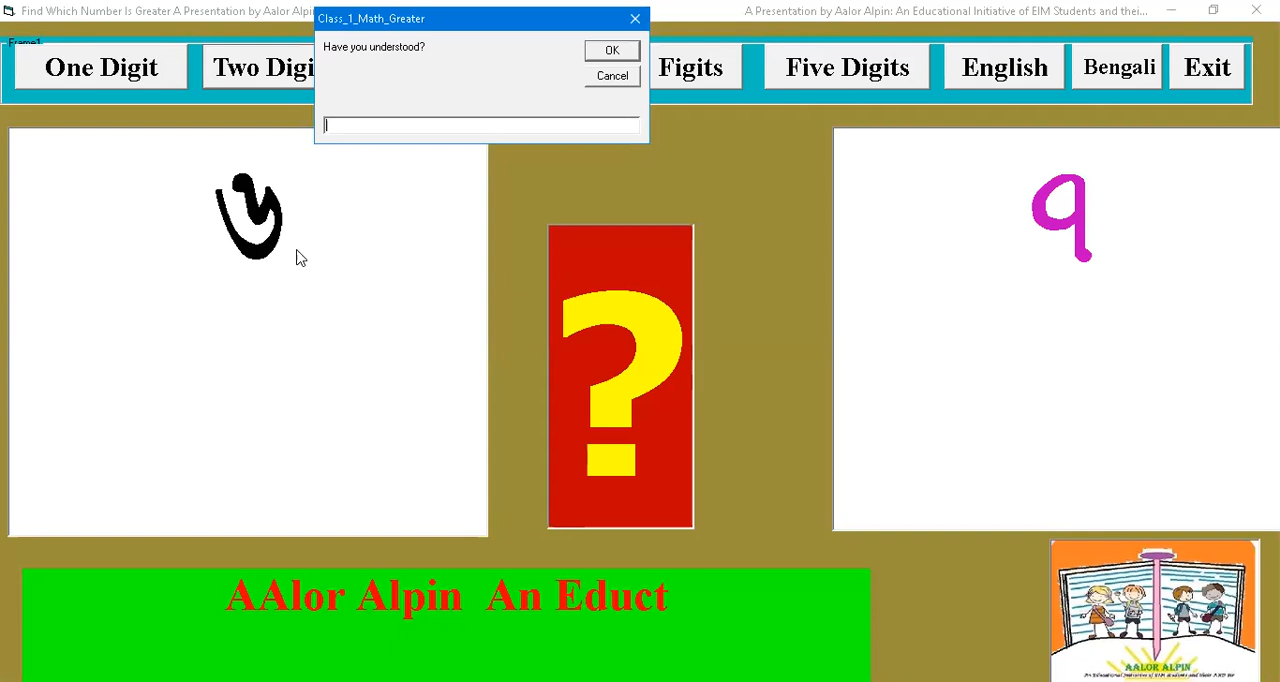 Find Which Number Is Greater A Presentation by Aalor Alpin
A Presentation by Aalor Alpin: An Educational Initiative of EIM Students and thei...
Class_1_Math_Greater
Have you understood?
OK
Cancel
Frame1
One Digit
Two Digi
Figits
Five Digits
English
Bengali
Exit
৩
?
৭
AAlor Alpin An Educt
AALOR ALPIN